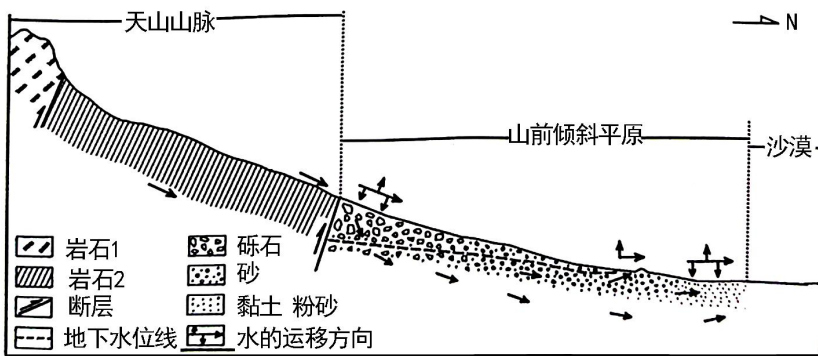 天山山脉
N
山前倾斜平原
沙漠
岩石1
砾石
岩石2
砂
断层
黏土 粉砂
地下水位线
水的运移方向